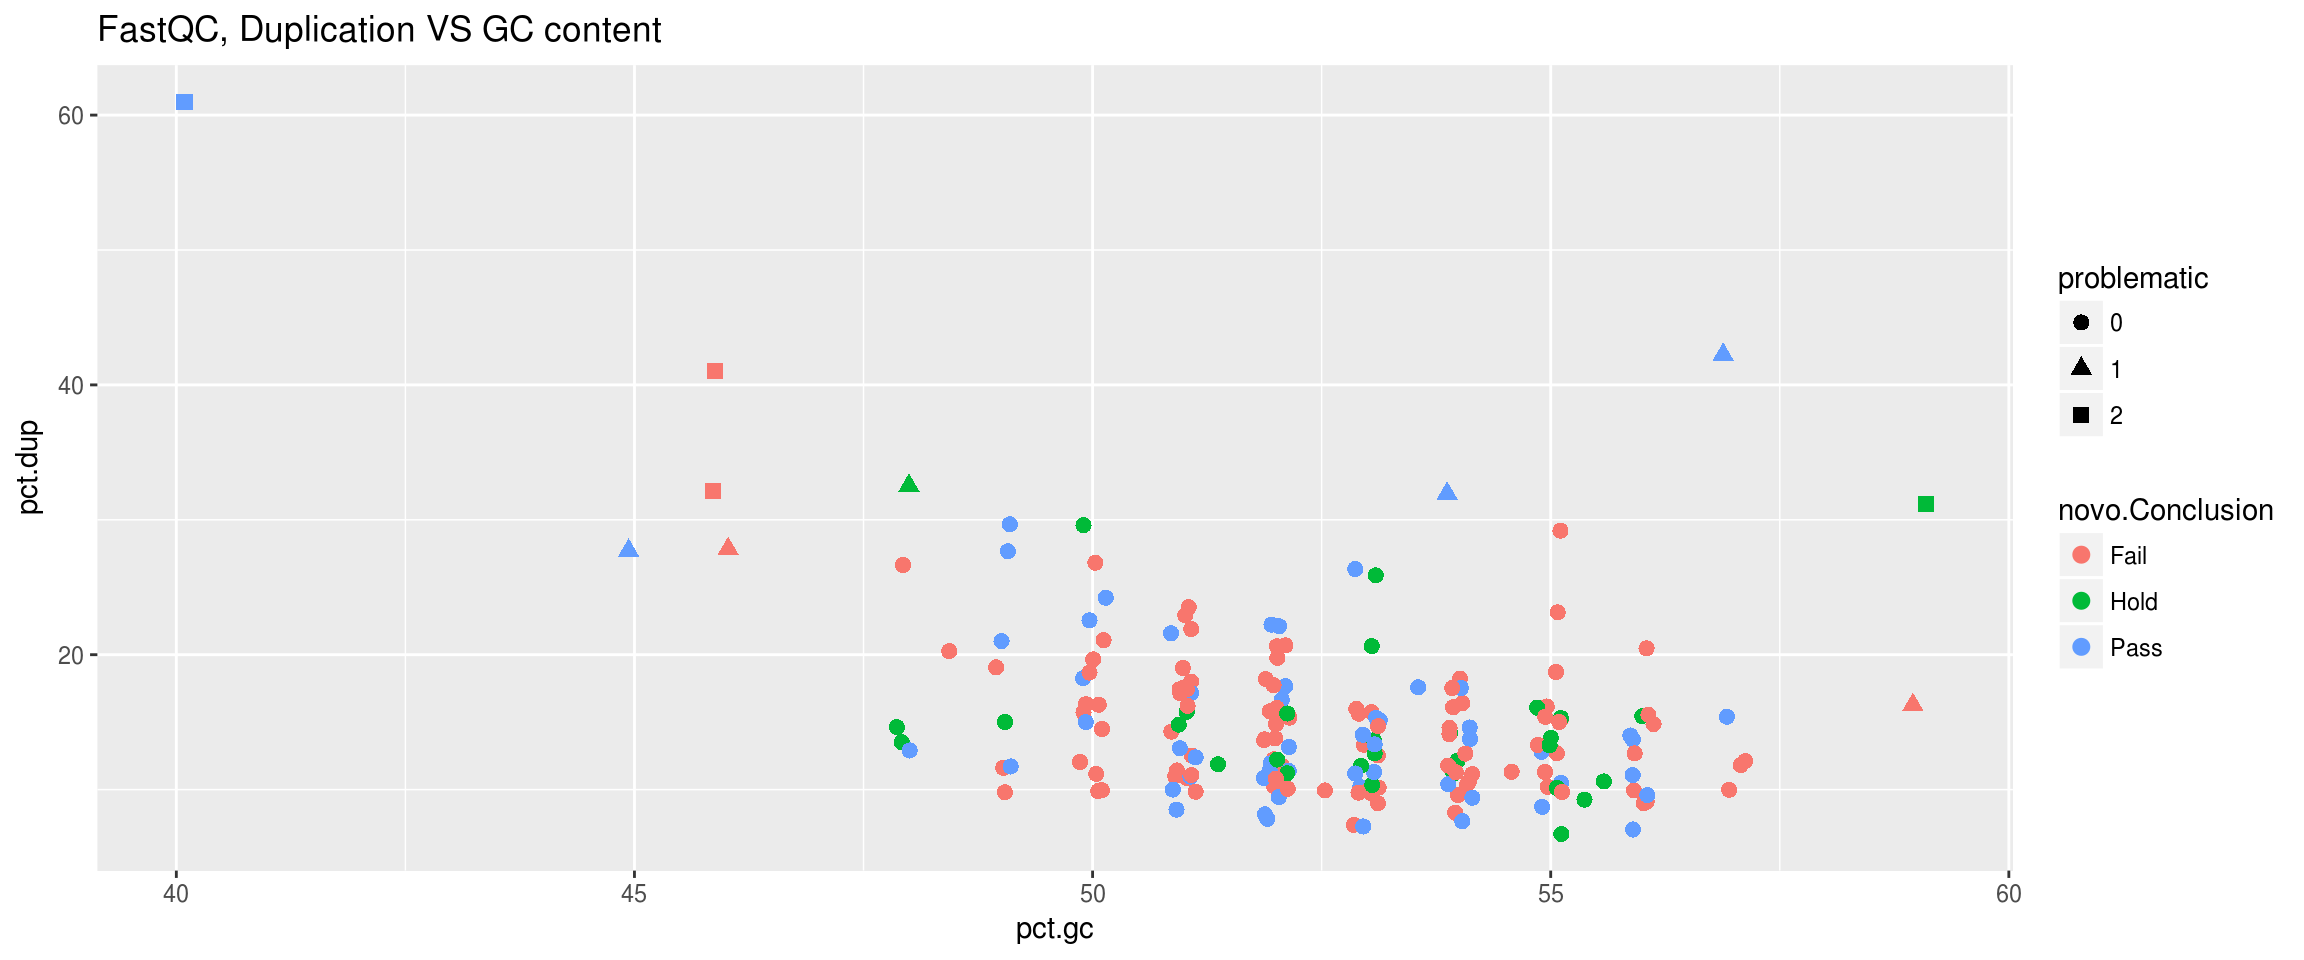 FastQC, Duplication VS GC content
pct.dup
60
40
20
40
45
50
55
60
pct.gc
problematic
0
1
2
novo.Conclusion
Fail
Hold
Pass